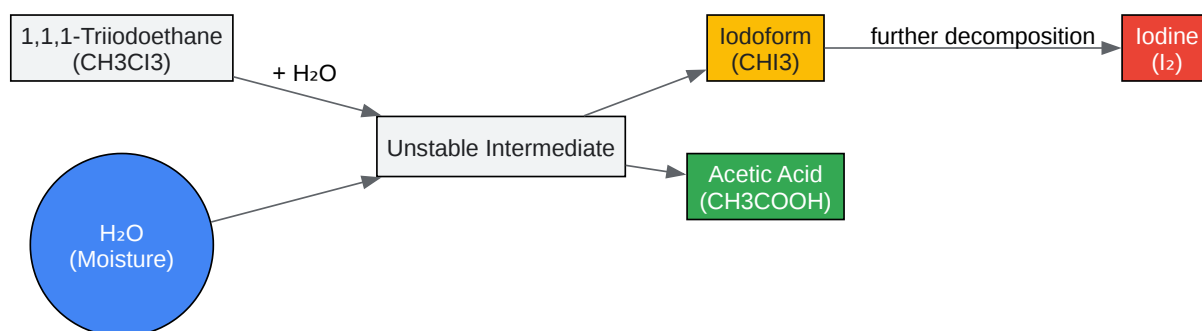 1,1,1-Triiodoethane
(CH3CI3)
+ H₂O
H₂O
(Moisture)
Unstable Intermediate
Iodoform
(CHI3)
Acetic Acid
(CH3COOH)
further decomposition
Iodine
(I₂)